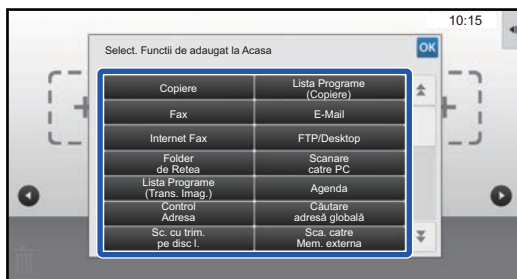 10:15
Select. Functii de adaugat la Acasa
OK
Copiere
Lista Programe
(Copiere)
Fax
E-Mail
Internet Fax
FTP/Desktop
Folder
de Retea
Scanare
catre PC
Lista Programe
(Trans. Imag.)
Agenda
Control
Adresa
Căutare
adresă globală
Sc. cu trim.
pe disc l.
Sca. catre
Mem. externa